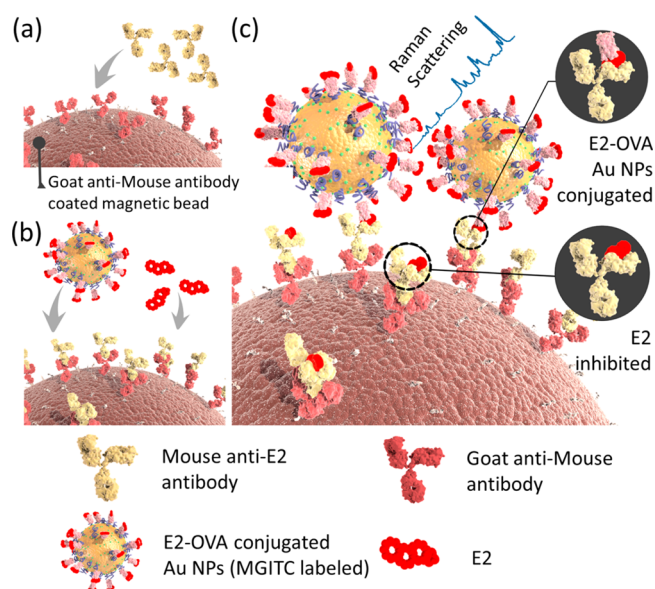 (a)
Goat anti-Mouse antibody
coated magnetic bead
(b)
(c)
Raman
Scattering
E2-OVA
Au NPs
conjugated
E2
inhibited
Mouse anti-E2
antibody
Goat anti-Mouse
antibody
E2-OVA conjugated
Au NPs (MGITC labeled)
E2